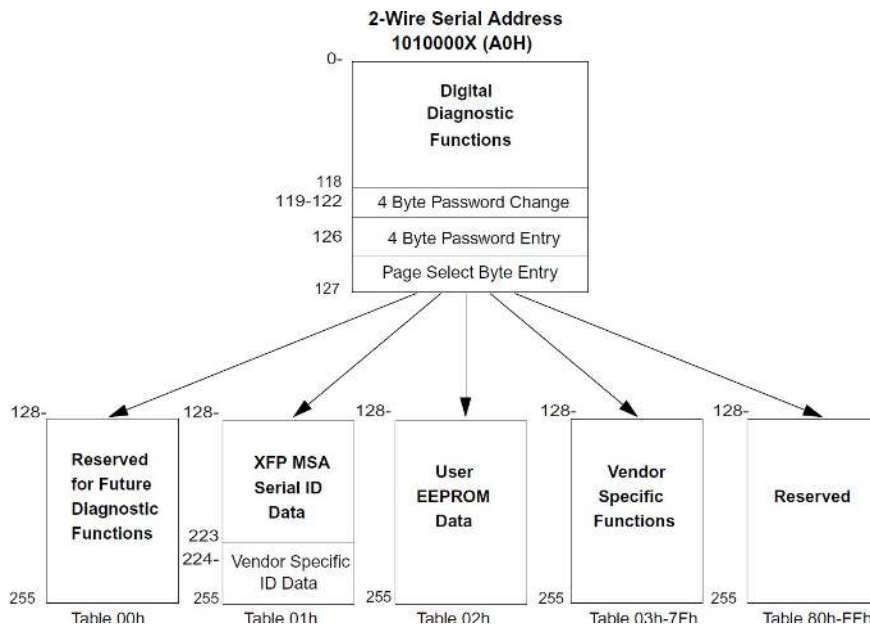 2-Wire Serial Address
1010000X (A0H)
0-
Digital
Diagnostic
Functions
118
119-122
4 Byte Password Change
126
4 Byte Password Entry
Page Select Byte Entry
127
128-
Reserved
for Future
Diagnostic
Functions
255
Table 00h
128-
XFP MSA
Serial ID
Data
223
224-
Vendor Specific
ID Data
255
Table 01h
128-
User
EEPROM
Data
255
Table 02h
128-
Vendor
Specific
Functions
255
Table 03h-7Fh
128-
Reserved
255
Table 80h-FFh